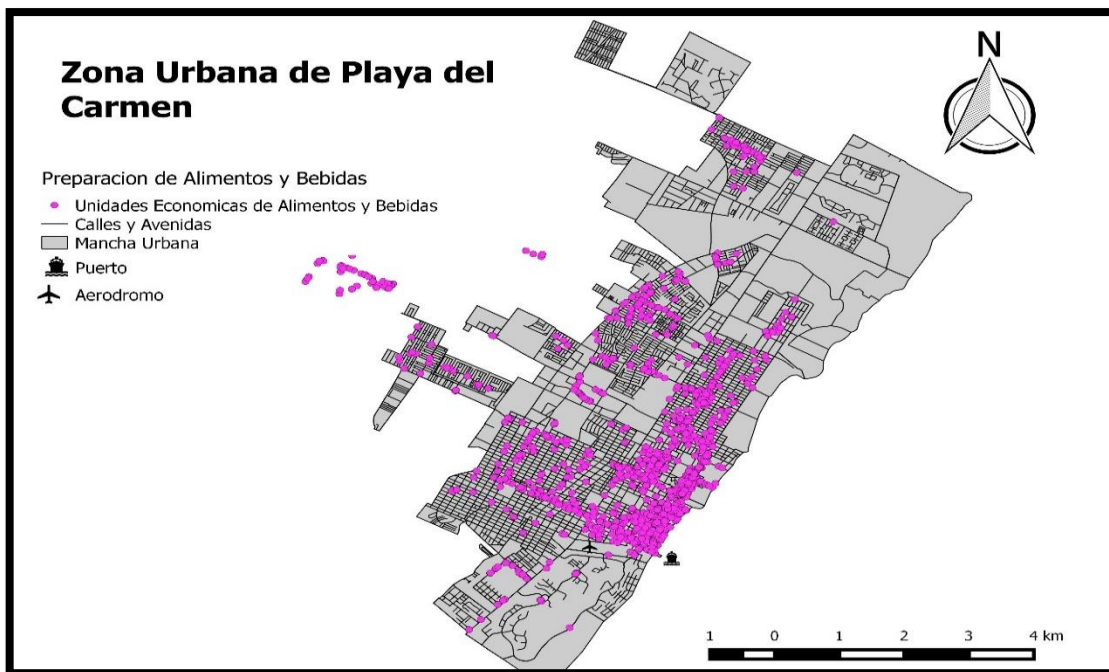 Zona Urbana de Playa del
Carmen
N
Preparacion de Alimentos y Bebidas
Unidades Economicas de Alimentos y Bebidas
Calles y Avenidas
Mancha Urbana
Puerto
Aerodromo
1 0 1 2 3 4 km